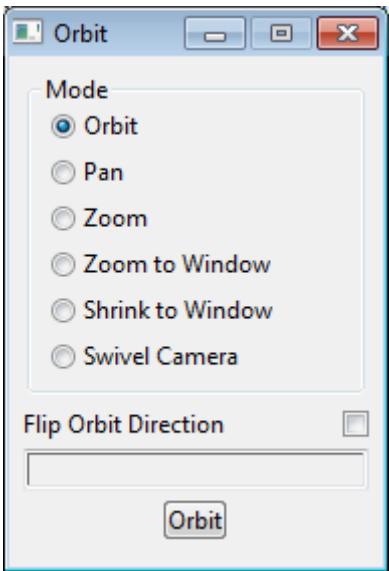 Orbit
Mode
Orbit
Pan
Zoom
Zoom to Window
Shrink to Window
Swivel Camera
Flip Orbit Direction
Orbit